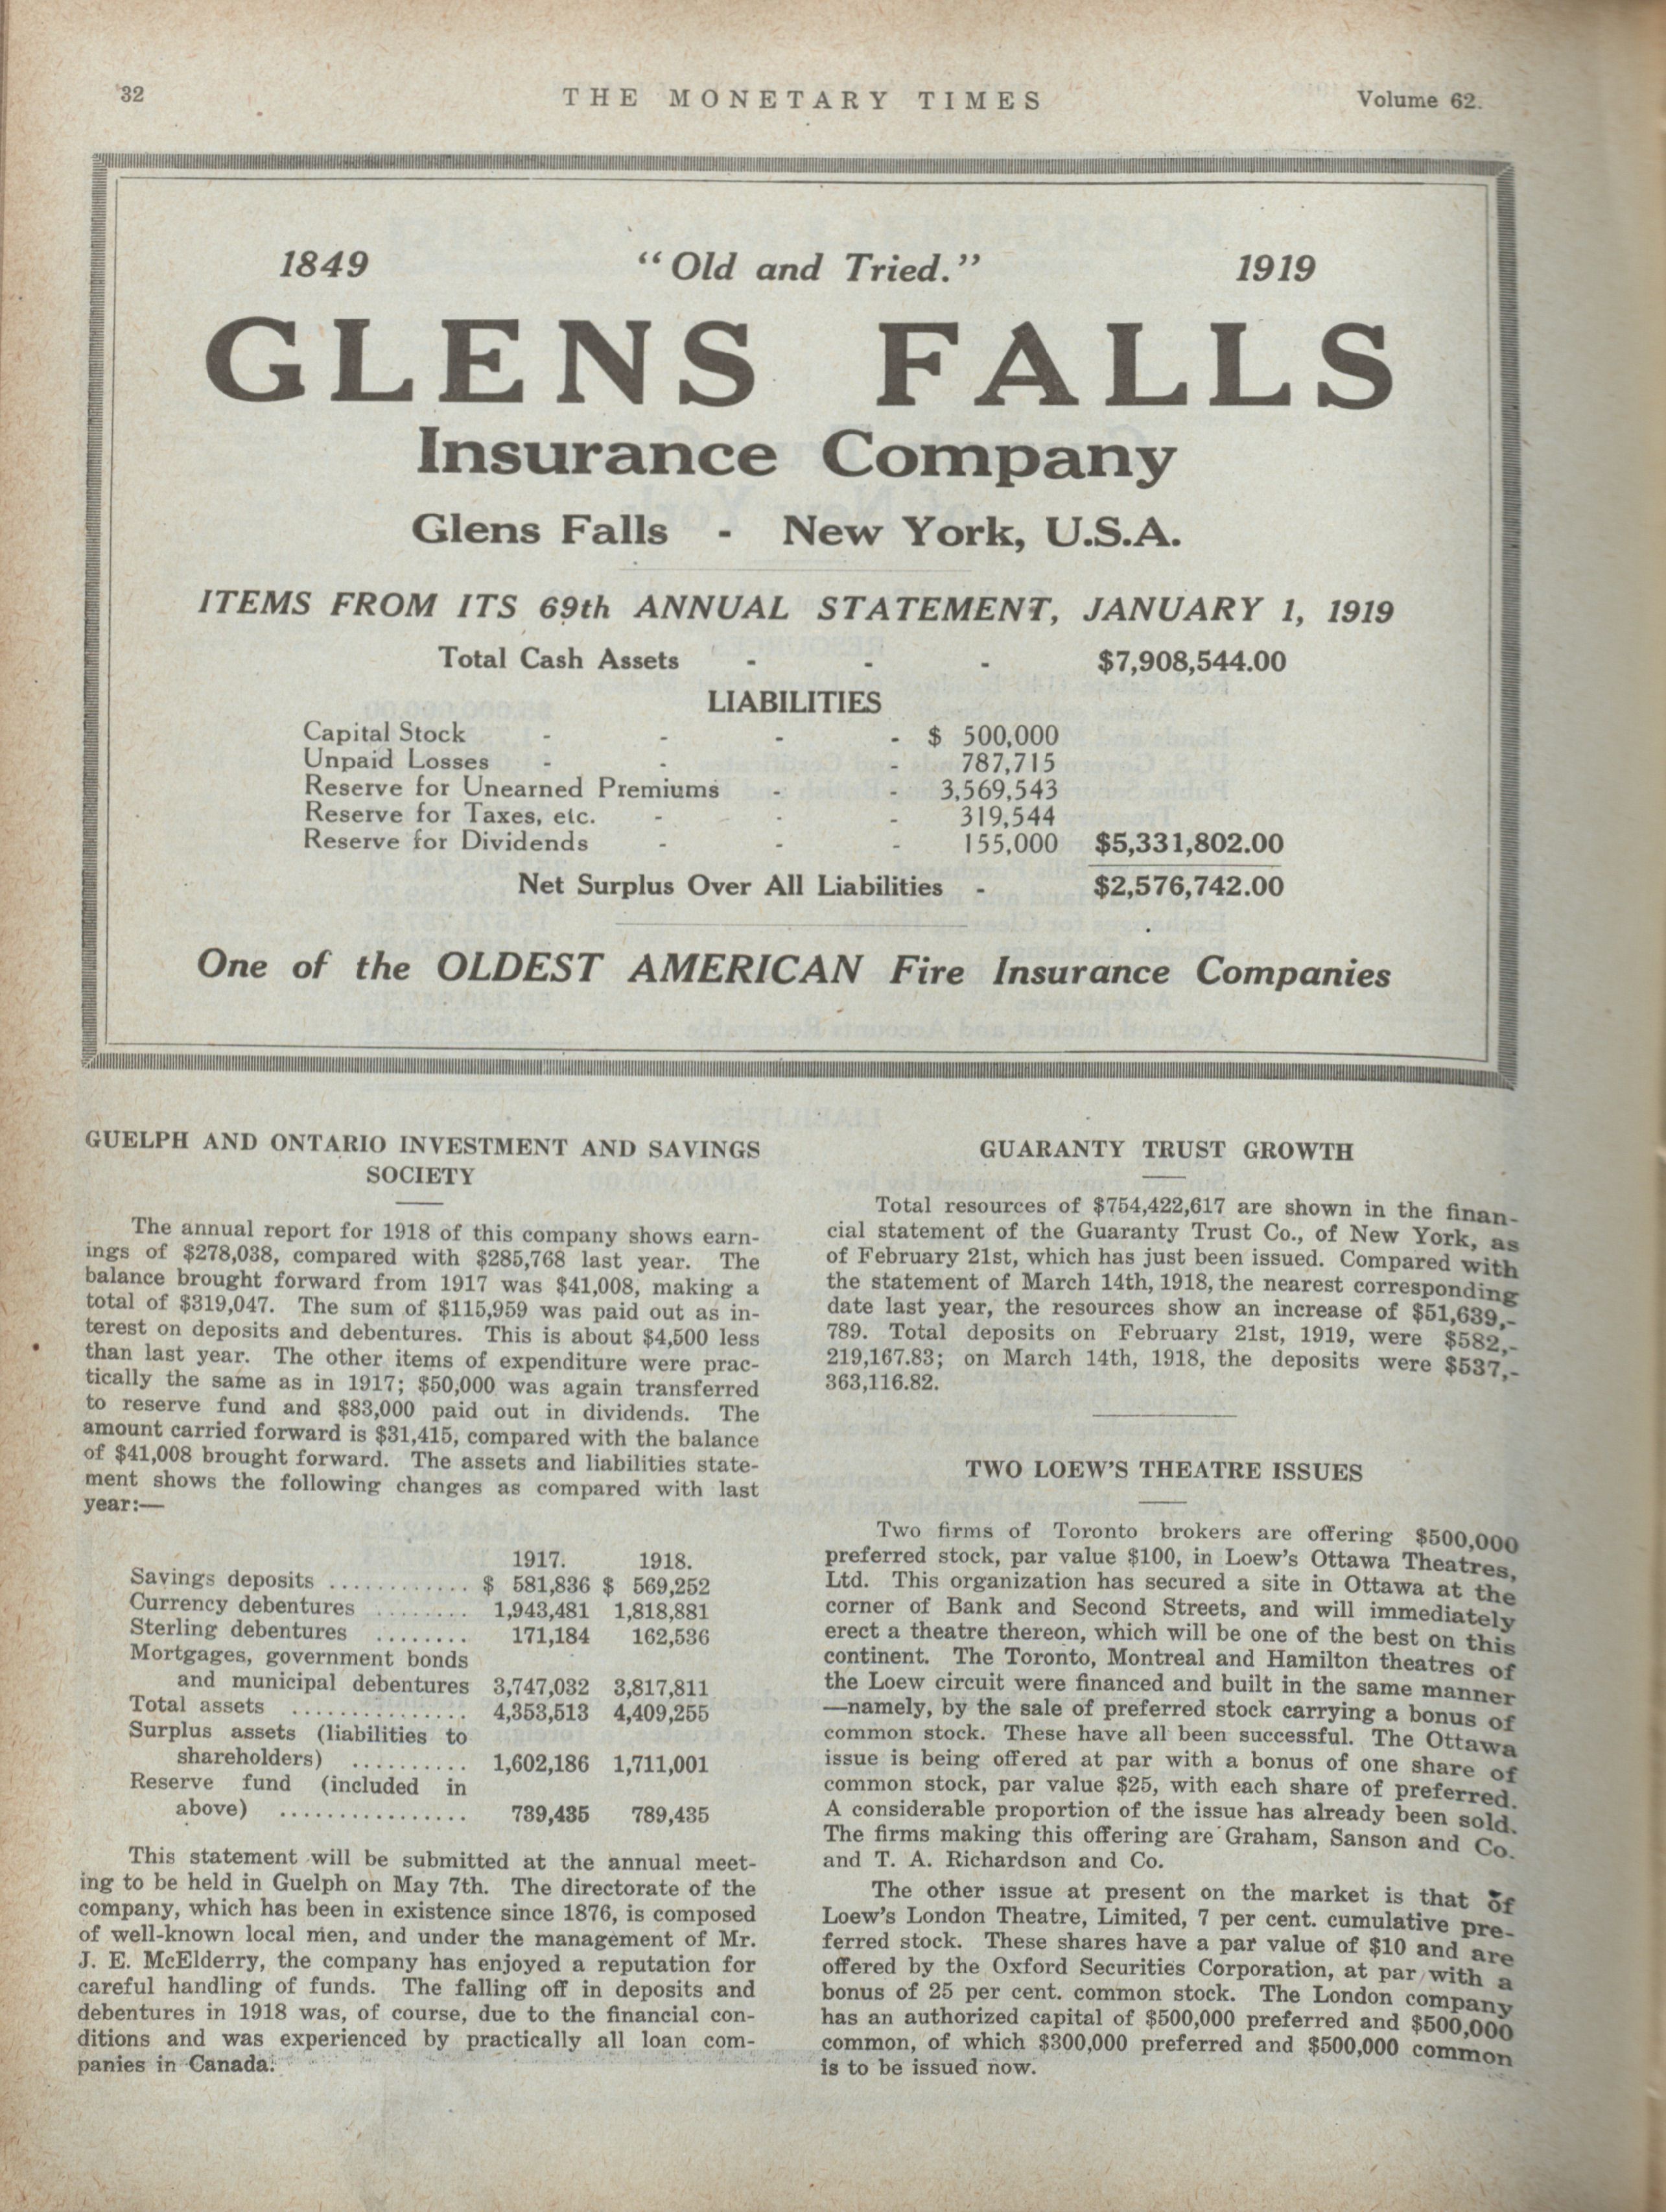 32
THE MONETARY TIMES
Volume 62.
1849 "Old and Tried." 1919
GLENS FALLS
Insurance Company
Glens Falls - New York, U.S.A.
ITEMS FROM ITS 69th ANNUAL STATEMENT, JANUARY 1, 1919
Total Cash Assets - - - $7,908,544.00
LIABILITIES
Capital Stock - - - - $ 500,000
Unpaid Losses - - - 787,715
Reserve for Unearned Premiums - - 3,569,543
Reserve for Taxes, etc. - - - 319,544
Reserve for Dividends - - - 155,000 $5,331,802.00
Net Surplus Over All Liabilities - $2,576,742.00
One of the OLDEST AMERICAN Fire Insurance Companies
GUELPH AND ONTARIO INVESTMENT AND SAVINGS
SOCIETY
The annual report for 1918 of this company shows earn-
ings of $278,038, compared with $285,768 last year. The
balance brought forward from 1917 was $41,008, making a
total of $319,047. The sum of $115,959 was paid out as in-
terest on deposits and debentures. This is about $4,500 less
than last year. The other items of expenditure were prac-
tically the same as in 1917; $50,000 was again transferred
to reserve fund and $83,000 paid out in dividends. The
amount carried forward is $31,415, compared with the balance
of $41,008 brought forward. The assets and liabilities state-
ment shows the following changes as compared with last
year:—
1917. 1918.
Savings deposits ............ $ 581,836 $ 569,252
Currency debentures ........ 1,943,481 1,818,881
Sterling debentures ........ 171,184 162,536
Mortgages, government bonds
and municipal debentures 3,747,032 3,817,811
Total assets ............... 4,353,513 4,409,255
Surplus assets (liabilities to
shareholders) .......... 1,602,186 1,711,001
Reserve fund (included in
above) ................ 739,435 789,435
This statement will be submitted at the annual meet-
ing to be held in Guelph on May 7th. The directorate of the
company, which has been in existence since 1876, is composed
of well-known local men, and under the management of Mr.
J. E. McElderry, the company has enjoyed a reputation for
careful handling of funds. The falling off in deposits and
debentures in 1918 was, of course, due to the financial con-
ditions and was experienced by practically all loan com-
panies in Canada.
GUARANTY TRUST GROWTH
Total resources of $754,422,617 are shown in the finan-
cial statement of the Guaranty Trust Co., of New York, as
of February 21st, which has just been issued. Compared with
the statement of March 14th, 1918, the nearest corresponding
date last year, the resources show an increase of $51,639,-
789. Total deposits on February 21st, 1919, were $582,-
219,167.83; on March 14th, 1918, the deposits were $537,-
363,116.82.
TWO LOEW'S THEATRE ISSUES
Two firms of Toronto brokers are offering $500,000
preferred stock, par value $100, in Loew's Ottawa Theatres,
Ltd. This organization has secured a site in Ottawa at the
corner of Bank and Second Streets, and will immediately
erect a theatre thereon, which will be one of the best on this
continent. The Toronto, Montreal and Hamilton theatres of
the Loew circuit were financed and built in the same manner
—namely, by the sale of preferred stock carrying a bonus of
common stock. These have all been successful. The Ottawa
issue is being offered at par with a bonus of one share of
common stock, par value $25, with each share of preferred.
A considerable proportion of the issue has already been sold.
The firms making this offering are Graham, Sanson and Co.
and T. A. Richardson and Co.
The other issue at present on the market is that of
Loew's London Theatre, Limited, 7 per cent. cumulative pre-
ferred stock. These shares have a par value of $10 and are
offered by the Oxford Securities Corporation, at par with a
bonus of 25 per cent. common stock. The London company
has an authorized capital of $500,000 preferred and $500,000
common, of which $300,000 preferred and $500,000 common
is to be issued now.